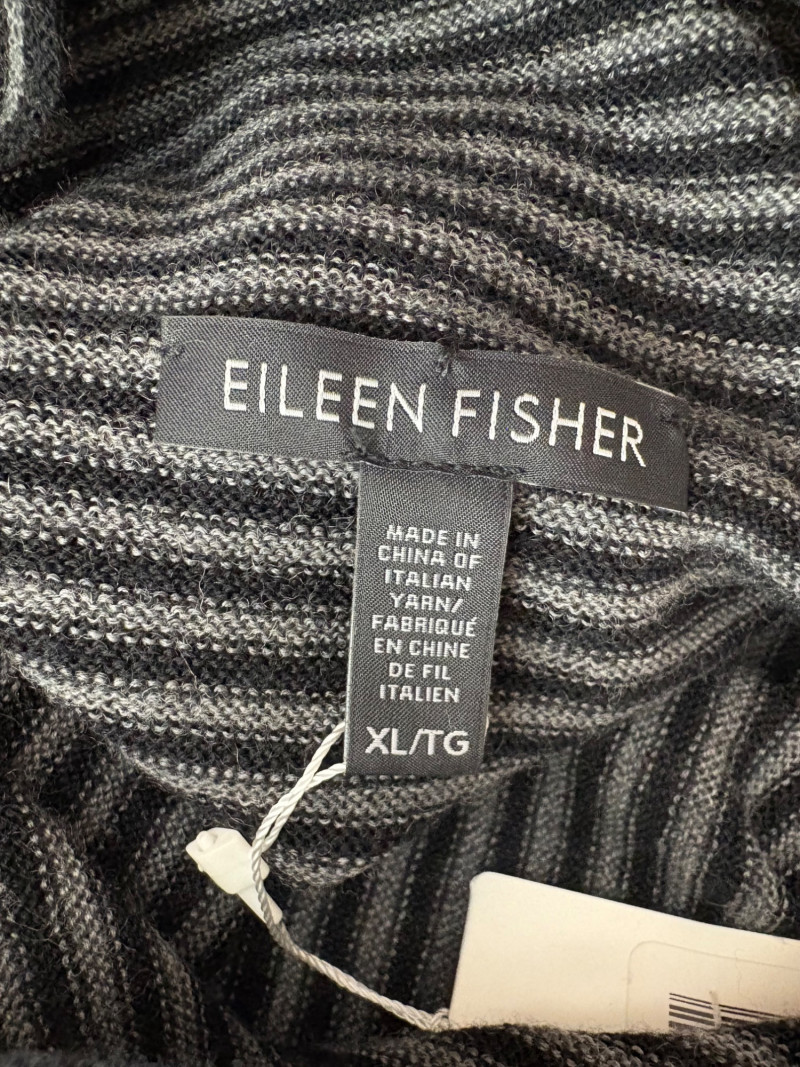 EILEEN FISHER
MADE IN
CHINA OF
ITALIAN
YARN/
FABRIQUÉ
EN CHINE
DE FIL
ITALIEN
XL/TG